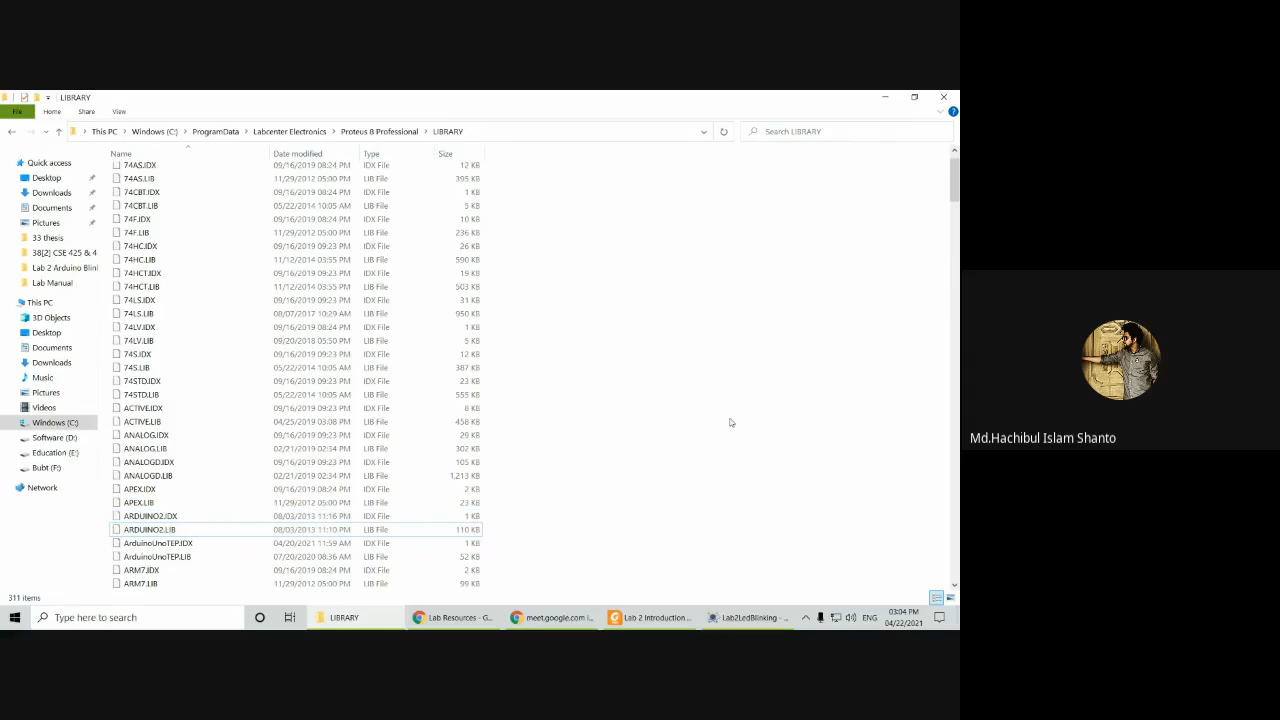 LIBRARY
File Home Share View
This PC Windows (C:) ProgramData Labcenter Electronics Proteus 8 Professional LIBRARY
Search LIBRARY
Quick access
Desktop
Downloads
Documents
Pictures
33 thesis
38[2] CSE 425 & 4
Lab 2 Arduino Blin
Lab Manual
This PC
3D Objects
Desktop
Documents
Downloads
Music
Pictures
Videos
Windows (C:)
Software (D:)
Education (E:)
Bubt (F:)
Network
Name Date modified Type Size
74AS.IDX 09/16/2019 08:24 PM IDX File 12 KB
74AS.LIB 11/29/2012 05:00 PM LIB File 395 KB
74CBT.IDX 09/16/2019 08:24 PM IDX File 1 KB
74CBT.LIB 05/22/2014 10:05 AM LIB File 5 KB
74F.IDX 09/16/2019 08:24 PM IDX File 10 KB
74F.LIB 11/29/2012 05:00 PM LIB File 236 KB
74HC.IDX 09/16/2019 09:23 PM IDX File 26 KB
74HC.LIB 11/12/2014 03:55 PM LIB File 590 KB
74HCT.IDX 09/16/2019 09:23 PM IDX File 19 KB
74HCT.LIB 11/12/2014 03:55 PM LIB File 503 KB
74LS.IDX 09/16/2019 09:23 PM IDX File 31 KB
74LS.LIB 08/07/2017 10:29 AM LIB File 950 KB
74LV.IDX 09/16/2019 08:24 PM IDX File 1 KB
74LV.LIB 09/20/2018 05:50 PM LIB File 5 KB
74S.IDX 09/16/2019 09:23 PM IDX File 12 KB
74S.LIB 05/22/2014 10:05 AM LIB File 387 KB
74STD.IDX 09/16/2019 09:23 PM IDX File 23 KB
74STD.LIB 05/22/2014 10:05 AM LIB File 555 KB
ACTIVE.IDX 09/16/2019 09:23 PM IDX File 8 KB
ACTIVE.LIB 04/25/2019 03:08 PM LIB File 458 KB
ANALOG.IDX 09/16/2019 09:23 PM IDX File 29 KB
ANALOG.LIB 02/21/2019 02:34 PM LIB File 302 KB
ANALOGD.IDX 09/16/2019 09:23 PM IDX File 105 KB
ANALOGD.LIB 02/21/2019 02:34 PM LIB File 1,213 KB
APEX.IDX 09/16/2019 08:24 PM IDX File 2 KB
APEX.LIB 11/29/2012 05:00 PM LIB File 23 KB
ARDUINO2.IDX 08/03/2013 11:16 PM IDX File 1 KB
ARDUINO2.LIB 08/03/2013 11:10 PM LIB File 110 KB
ArduinoUnoTEP.IDX 04/20/2021 11:59 AM IDX File 1 KB
ArduinoUnoTEP.LIB 07/20/2020 08:36 AM LIB File 52 KB
ARM7.IDX 09/16/2019 08:24 PM IDX File 2 KB
ARM7.LIB 11/29/2012 05:00 PM LIB File 99 KB
311 items
Type here to search
LIBRARY
Lab Resources - G...
meet.google.com i...
Lab 2 Introduction...
Lab2LedBlinking - ...
ENG
03:04 PM
04/22/2021
Md.Hachibul Islam Shanto